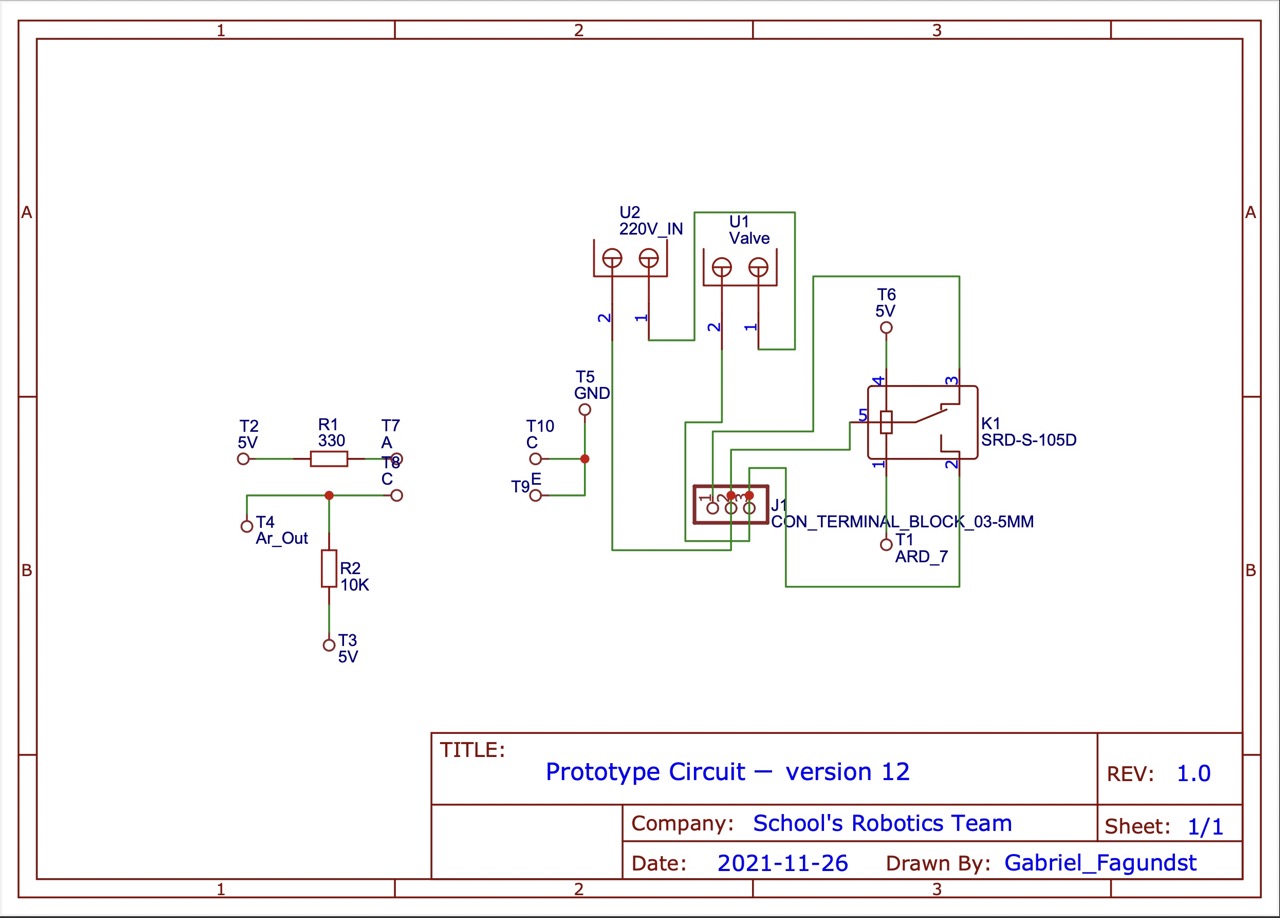 1
2
3
A
A
U2
220V_IN
U1
Valve
2
1
2
1
T6
5V
4
3
5
K1
SRD-S-105D
1
2
T5
GND
T2
5V
R1
330
T7
A
T8
C
T10
C
T9
E
1
2
3
J1
CON_TERMINAL_BLOCK_03-5MM
T4
Ar_Out
T1
ARD_7
B
B
R2
10K
T3
5V
TITLE:
Prototype Circuit — version 12
REV: 1.0
Company: School's Robotics Team
Sheet: 1/1
Date: 2021-11-26
Drawn By: Gabriel_Fagundst
1
2
3